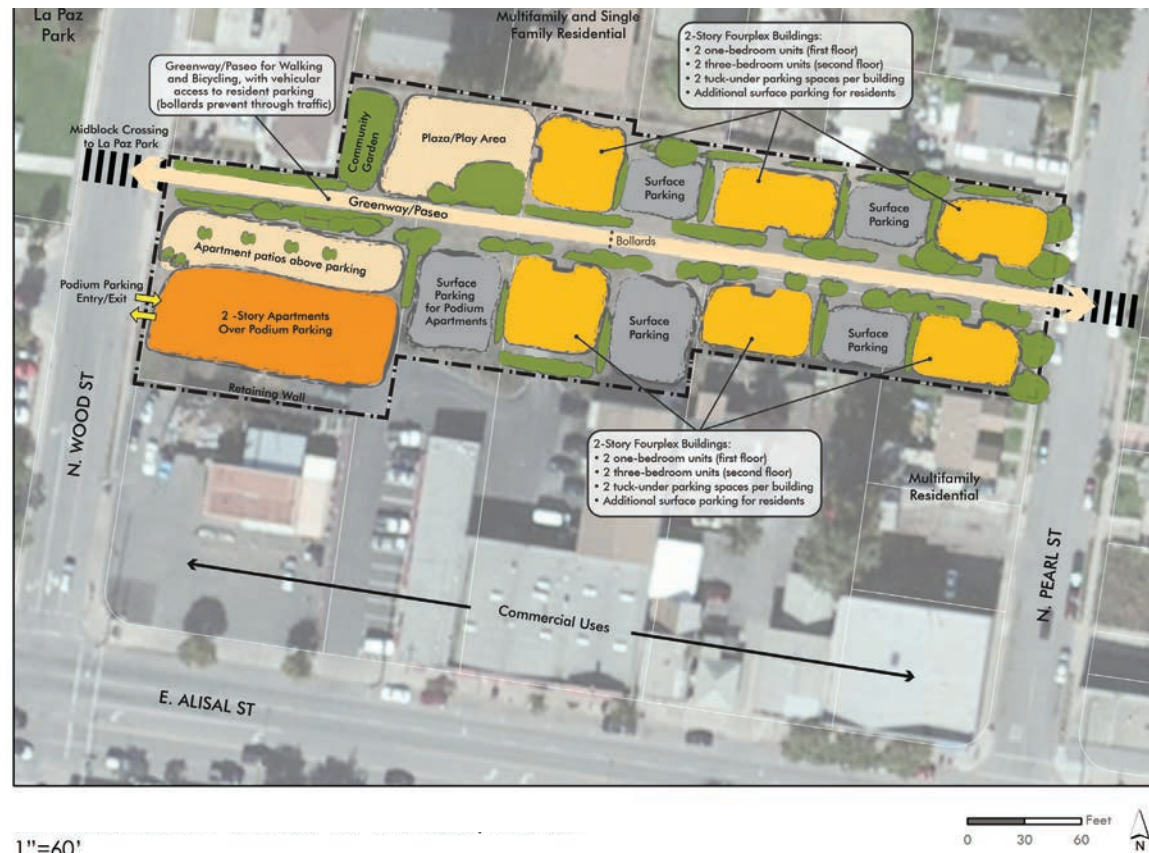 La Paz
Park
Multifamily and Single
Family Residential
2-Story Fourplex Buildings:
• 2 one-bedroom units (first floor)
• 2 three-bedroom units (second floor)
• 2 tuck-under parking spaces per building
• Additional surface parking for residents
Greenway/Paseo for Walking
and Bicycling, with vehicular
access to resident parking
(bollards prevent through traffic)
Midblock Crossing
to La Paz Park
Community
Garden
Plaza/Play Area
Surface
Parking
Surface
Parking
Greenway/Paseo
Bollards
Apartment patios above parking
Podium Parking
Entry/Exit
2 -Story Apartments
Over Podium Parking
Surface
Parking
for Podium
Apartments
Surface
Parking
Surface
Parking
Retaining Wall
N. WOOD ST
2-Story Fourplex Buildings:
• 2 one-bedroom units (first floor)
• 2 three-bedroom units (second floor)
• 2 tuck-under parking spaces per building
• Additional surface parking for residents
Multifamily
Residential
N. PEARL ST
Commercial Uses
E. ALISAL ST
Feet
0 30 60
N
1"=60'